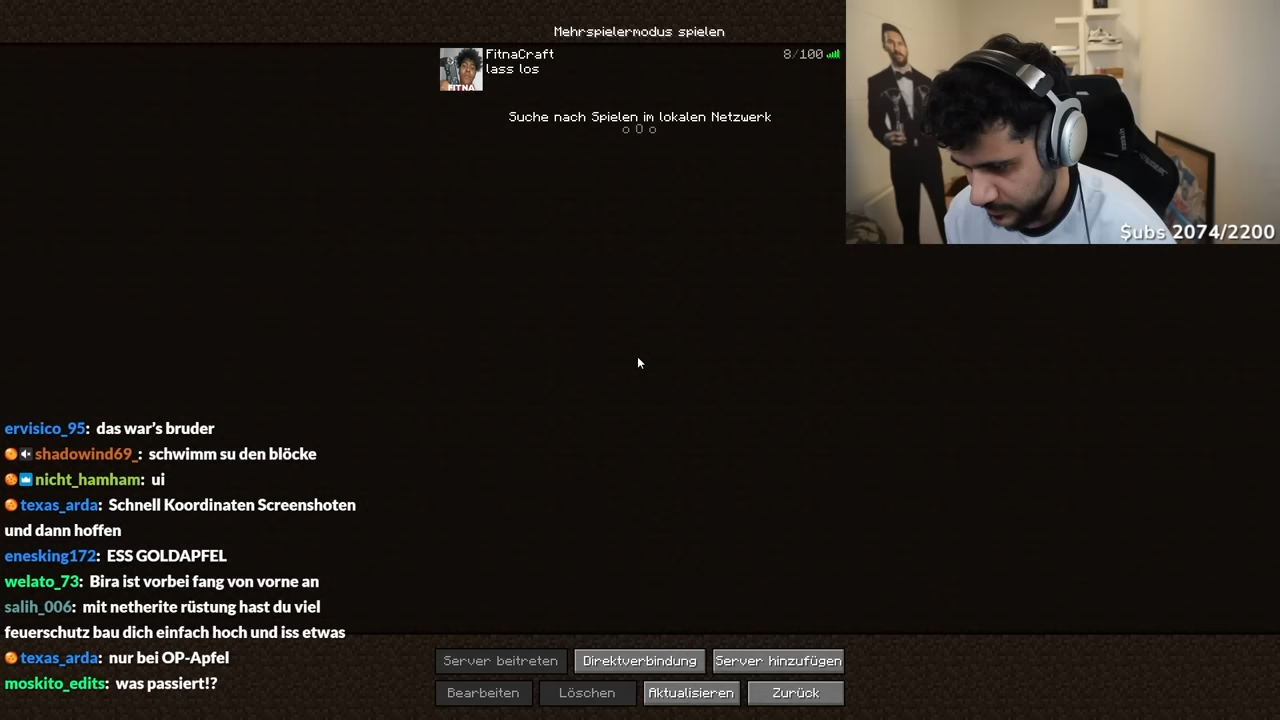 Mehrspielermodus spielen
FitnaCraft
8/100
lass los
FITNA
Suche nach Spielen im lokalen Netzwerk
o O o
$ubs 2074/2200
ervisico_95: das war's bruder
shadowind69_: schwimm su den blöcke
nicht_hamham: ui
texas_arda: Schnell Koordinaten Screenshoten
und dann hoffen
enesking172: ESS GOLDAPFEL
welato_73: Bira ist vorbei fang von vorne an
salih_006: mit netherite rüstung hast du viel
feuerschutz bau dich einfach hoch und iss etwas
texas_arda: nur bei OP-Apfel
moskito_edits: was passiert!?
Server beitreten
Direktverbindung
Server hinzufügen
Bearbeiten
Löschen
Aktualisieren
Zurück